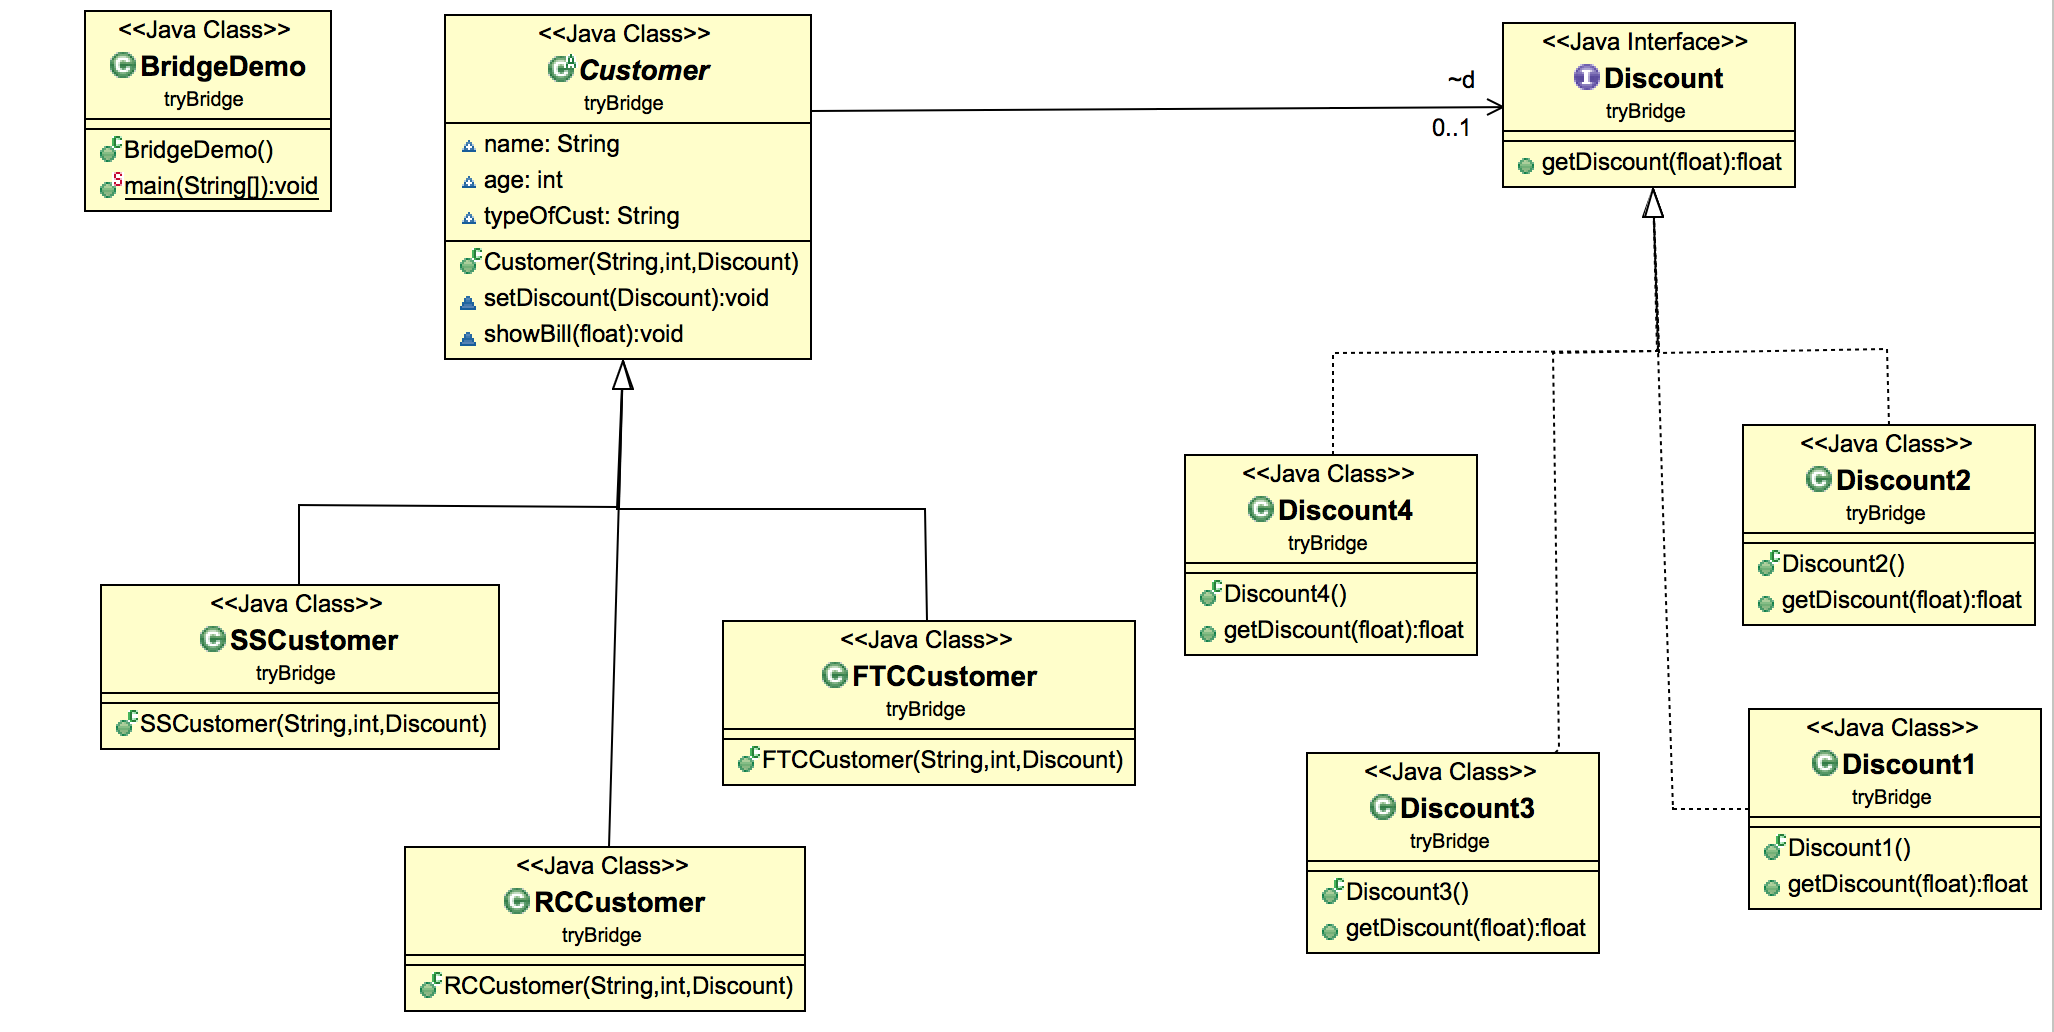 <<Java Class>>
BridgeDemo
tryBridge
BridgeDemo()
main(String[]):void
<<Java Class>>
Customer
tryBridge
name: String
age: int
typeOfCust: String
Customer(String,int,Discount)
setDiscount(Discount):void
showBill(float):void
~d
0..1
<<Java Interface>>
Discount
tryBridge
getDiscount(float):float
<<Java Class>>
SSCustomer
tryBridge
SSCustomer(String,int,Discount)
<<Java Class>>
FTCCustomer
tryBridge
FTCCustomer(String,int,Discount)
<<Java Class>>
RCCustomer
tryBridge
RCCustomer(String,int,Discount)
<<Java Class>>
Discount4
tryBridge
Discount4()
getDiscount(float):float
<<Java Class>>
Discount2
tryBridge
Discount2()
getDiscount(float):float
<<Java Class>>
Discount3
tryBridge
Discount3()
getDiscount(float):float
<<Java Class>>
Discount1
tryBridge
Discount1()
getDiscount(float):float